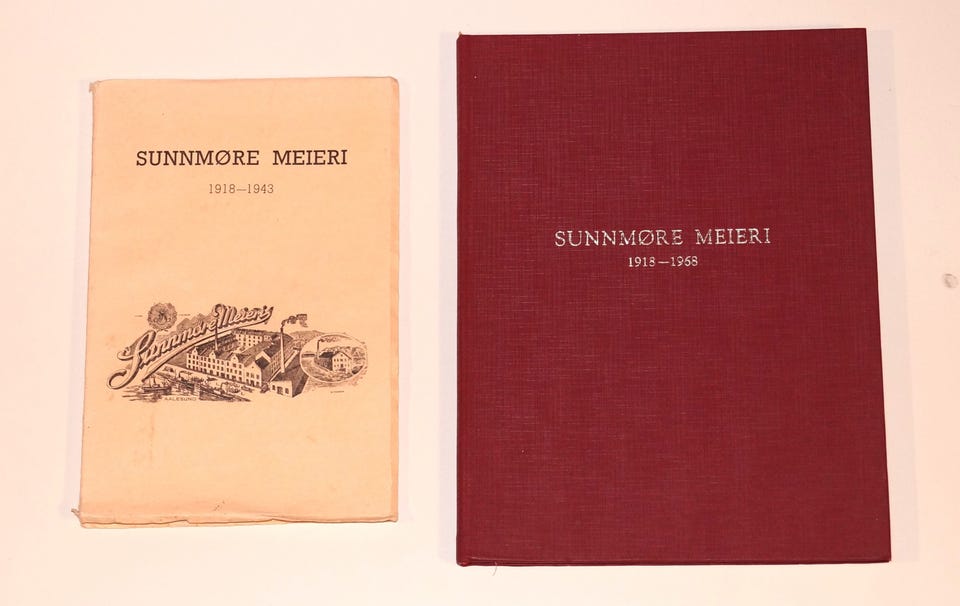 SUNNMØRE MEIERI
1918—1943
Sunnmøre Meieri's
AALESUND
SUNNMØRE MEIERI
1918—1968